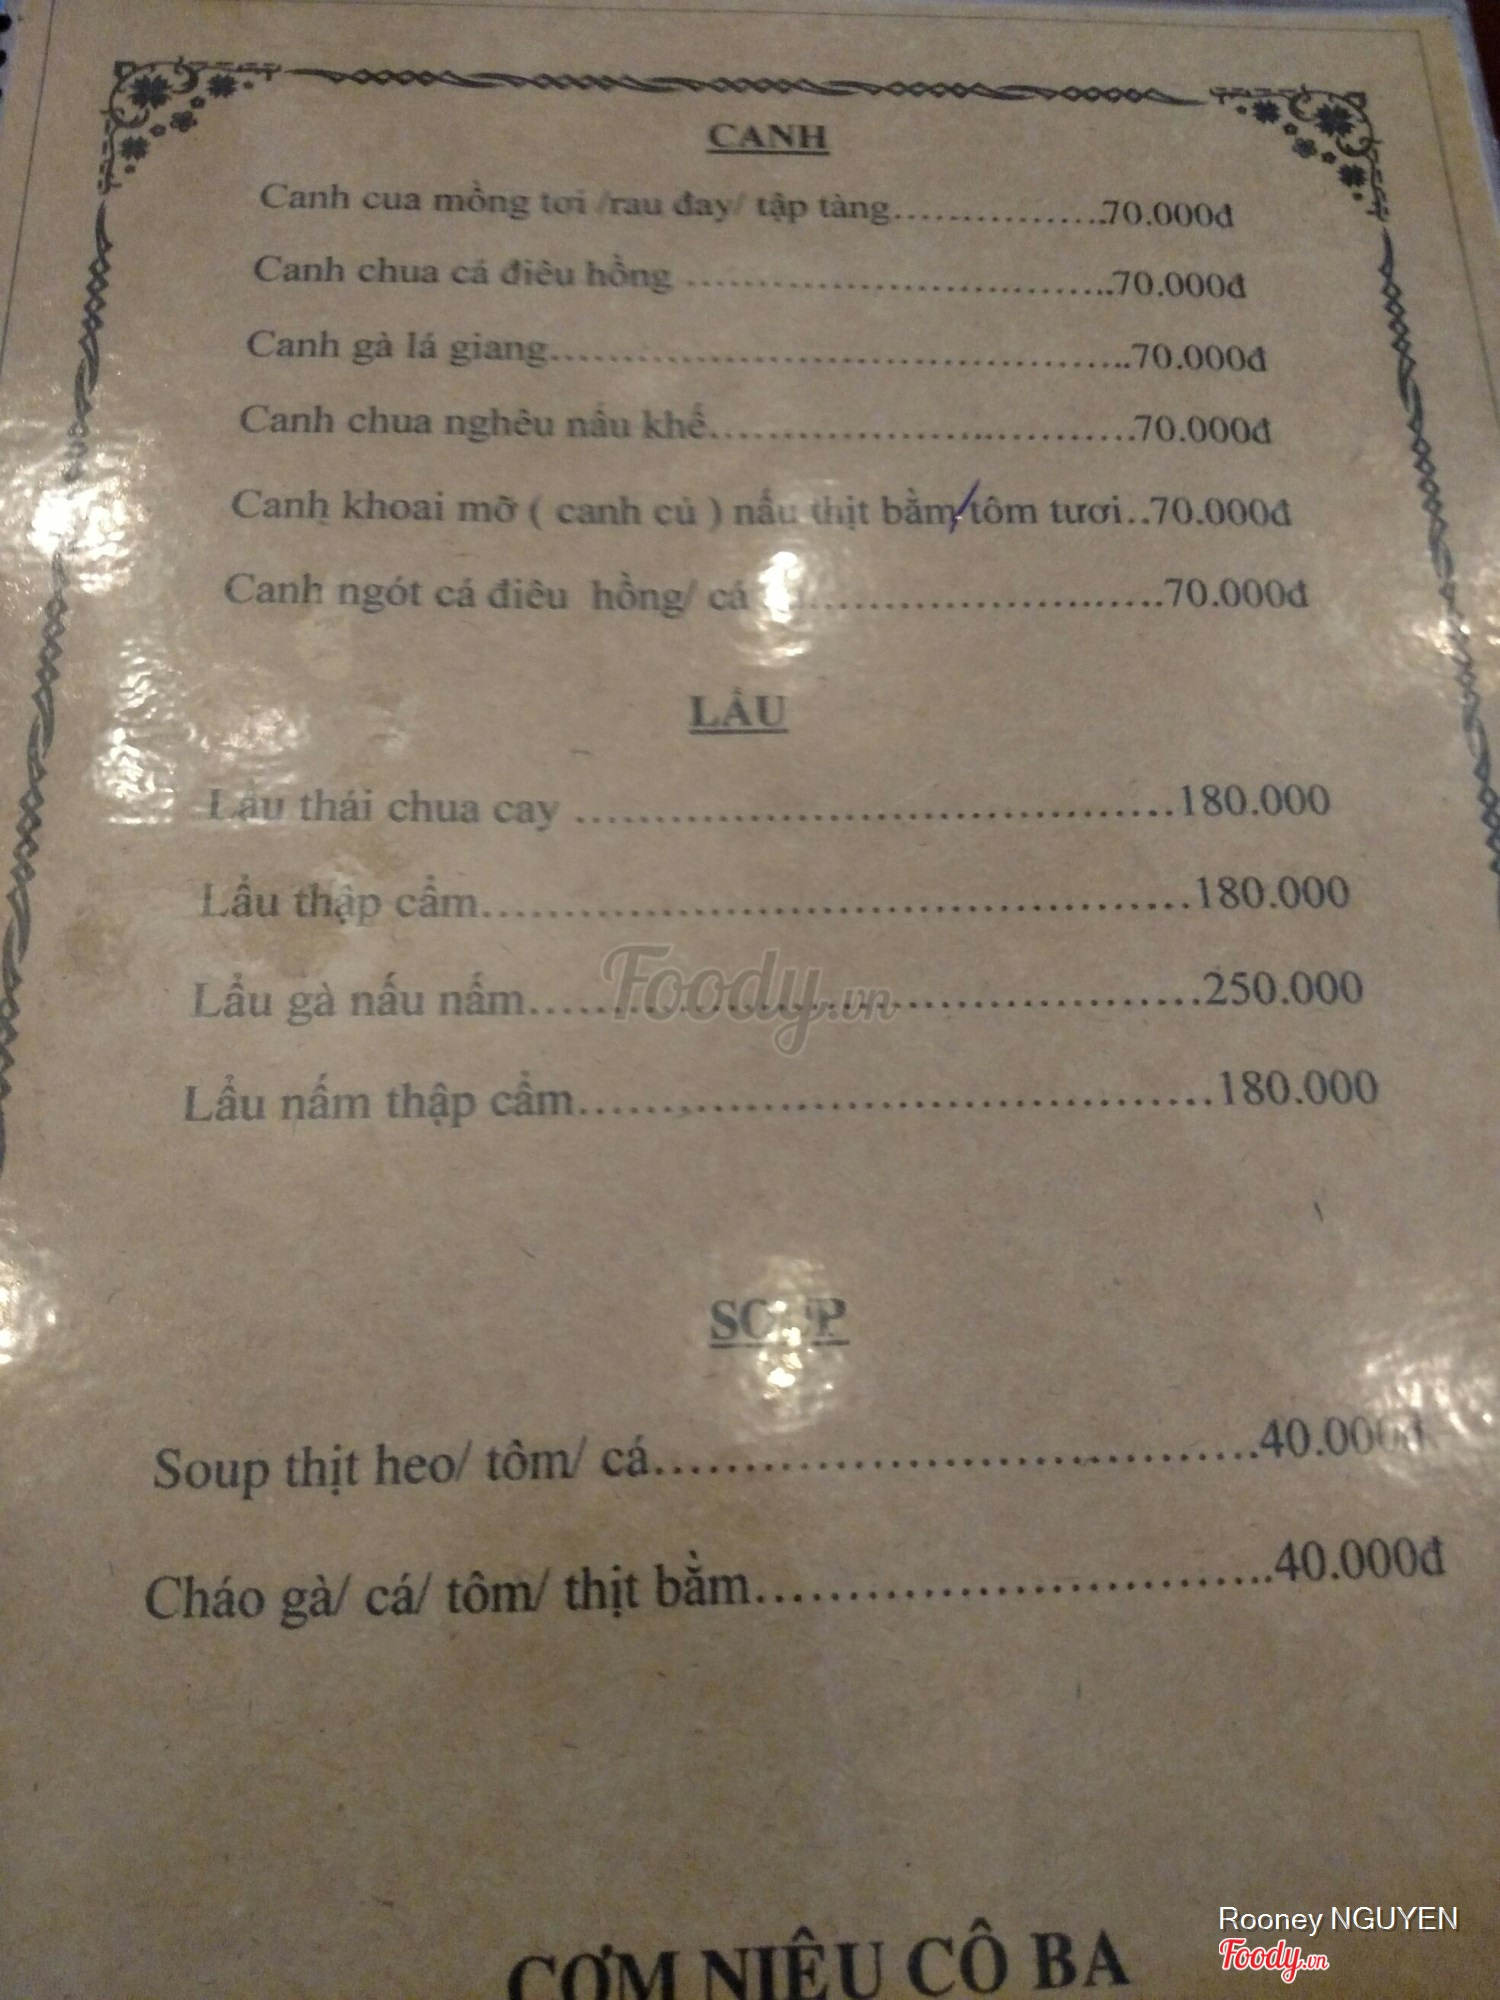 CANH
Canh cua mồng tơi /rau đay/ tập tàng.................70.000đ
Canh chua cá điêu hồng ..............................70.000đ
Canh gà lá giang..........................................70.000đ
Canh chua nghêu nấu khế...............................70.000đ
Canh khoai mỡ ( canh củ ) nấu thịt bằm/tôm tươi..70.000đ
Canh ngót cá điêu hồng/ cá ..........................70.000đ
LẨU
Lẩu thái chua cay .......................................180.000
Lẩu thập cẩm..............................................180.000
Lẩu gà nấu nấm...........................................250.000
Lẩu nấm thập cẩm.......................................180.000
Foody.vn
SOUP
Soup thịt heo/ tôm/ cá...................................40.000đ
Cháo gà/ cá/ tôm/ thịt bằm.............................40.000đ
CƠM NIÊU CÔ BA
Rooney NGUYEN
Foody.vn